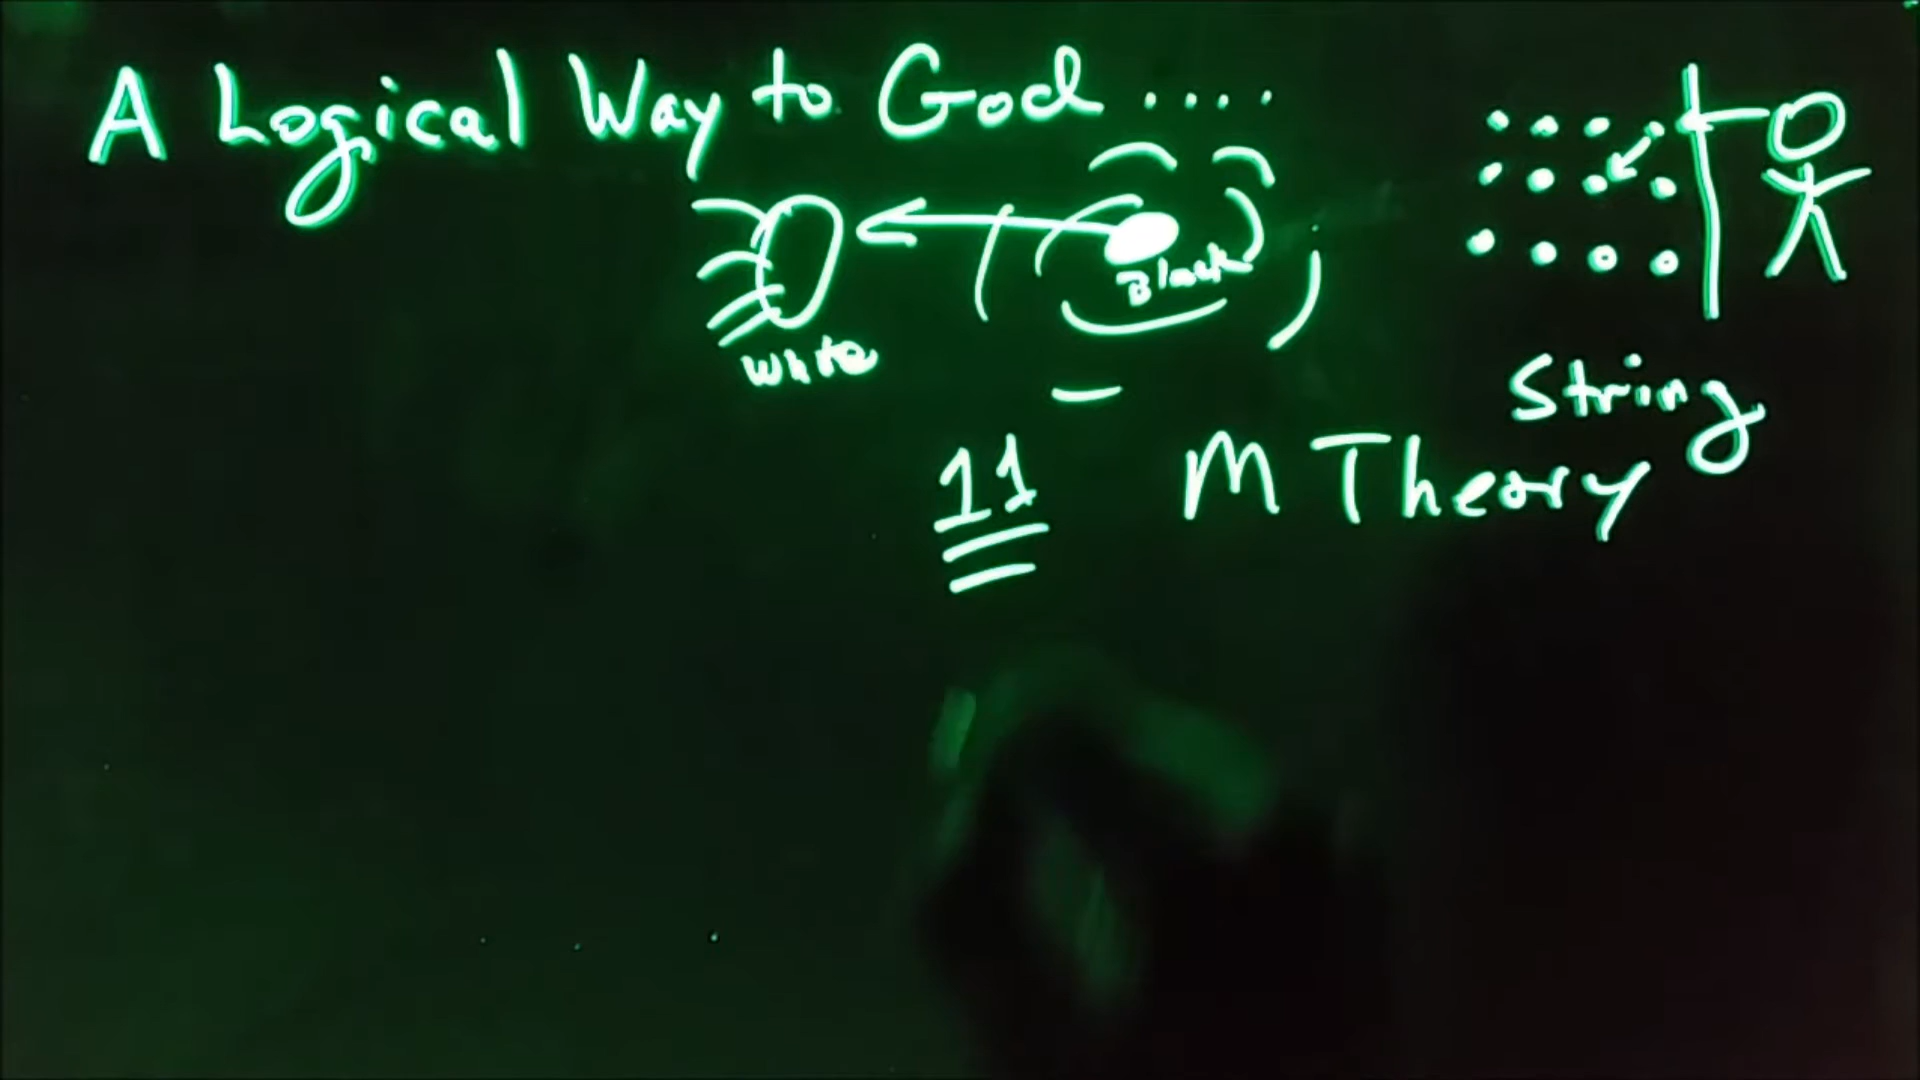 A Logical Way to God ....
Black
White
String
11 M Theory